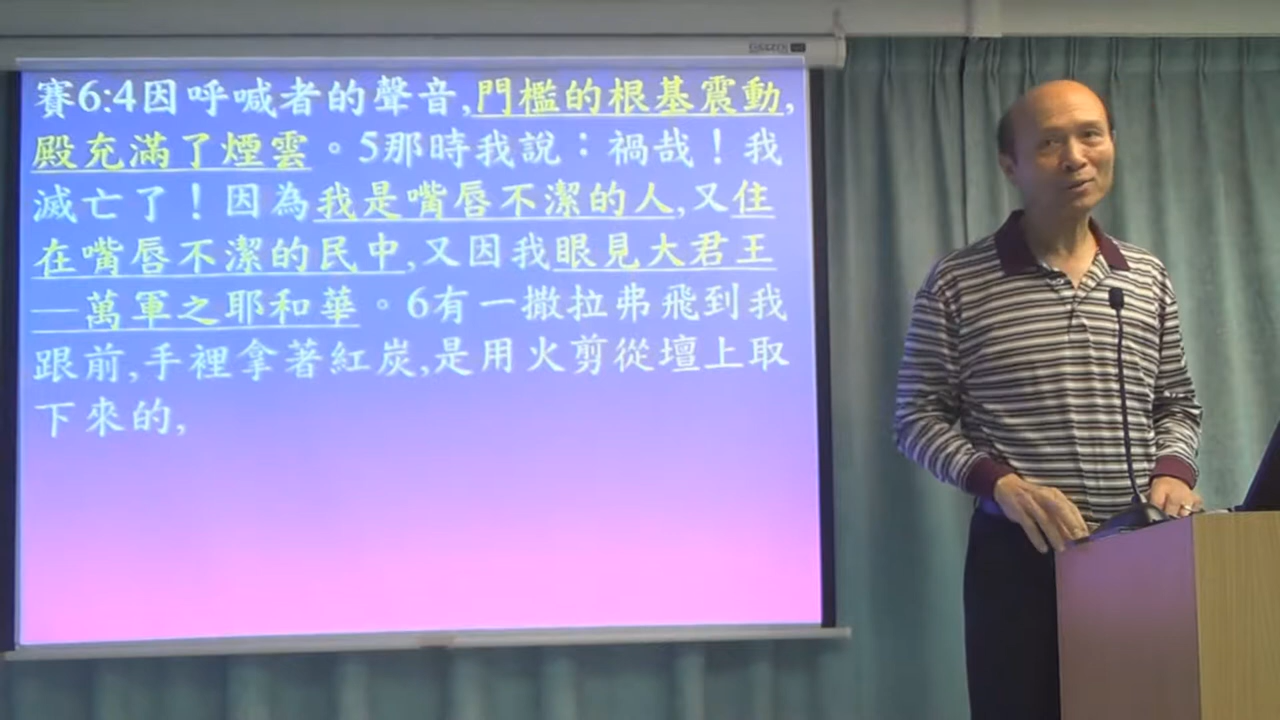 賽6:4因呼喊者的聲音,門檻的根基震動,
殿充滿了煙雲。5那時我說：禍哉！我
滅亡了！因為我是嘴唇不潔的人,又住
在嘴唇不潔的民中,又因我眼見大君王
—萬軍之耶和華。6有一撒拉弗飛到我
跟前,手裡拿著紅炭,是用火剪從壇上取
下來的,